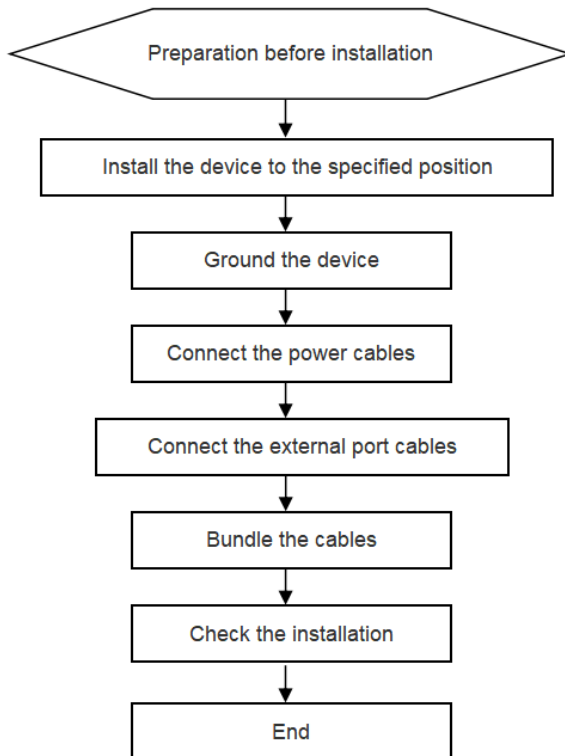 Preparation before installation
Install the device to the specified position
Ground the device
Connect the power cables
Connect the external port cables
Bundle the cables
Check the installation
End